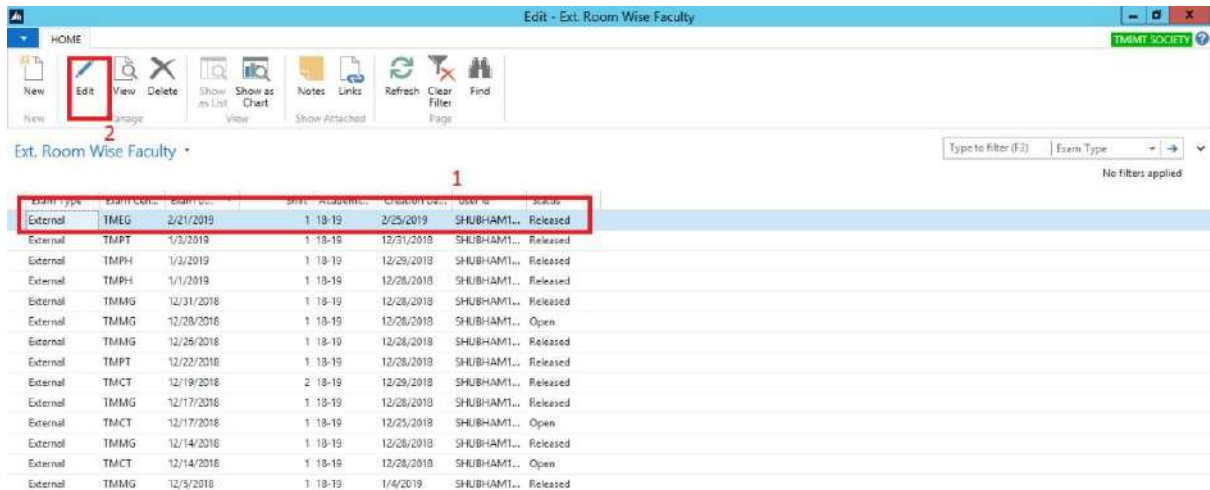 Edit - Ext. Room Wise Faculty
HOME
TMIMT SOCIETY
New Edit View Delete Show as List Show as Chart Notes Links Refresh Clear Filter Find
New Manage View Show Attached Page
2
Ext. Room Wise Faculty
Type to filter (F3) Exam Type
No filters applied
1
Exam Type Exam Cen... Shift Academic... Creation Da... User Id Status
External TMEG 2/21/2019 1 18-19 2/25/2019 SHUBHAM1... Released
External TMPT 1/3/2019 1 18-19 12/31/2018 SHUBHAM1... Released
External TMPH 1/3/2019 1 18-19 12/29/2018 SHUBHAM1... Released
External TMPH 1/1/2019 1 18-19 12/28/2018 SHUBHAM1... Released
External TMMG 12/31/2018 1 18-19 12/28/2018 SHUBHAM1... Released
External TMMG 12/28/2018 1 18-19 12/28/2018 SHUBHAM1... Open
External TMMG 12/26/2018 1 18-19 12/28/2018 SHUBHAM1... Released
External TMPT 12/22/2018 1 18-19 12/28/2018 SHUBHAM1... Released
External TMCT 12/19/2018 2 18-19 12/29/2018 SHUBHAM1... Released
External TMMG 12/17/2018 1 18-19 12/28/2018 SHUBHAM1... Released
External TMCT 12/17/2018 1 18-19 12/25/2018 SHUBHAM1... Open
External TMMG 12/14/2018 1 18-19 12/28/2018 SHUBHAM1... Released
External TMCT 12/14/2018 1 18-19 12/28/2018 SHUBHAM1... Open
External TMMG 12/5/2018 1 18-19 1/4/2019 SHUBHAM1... Released